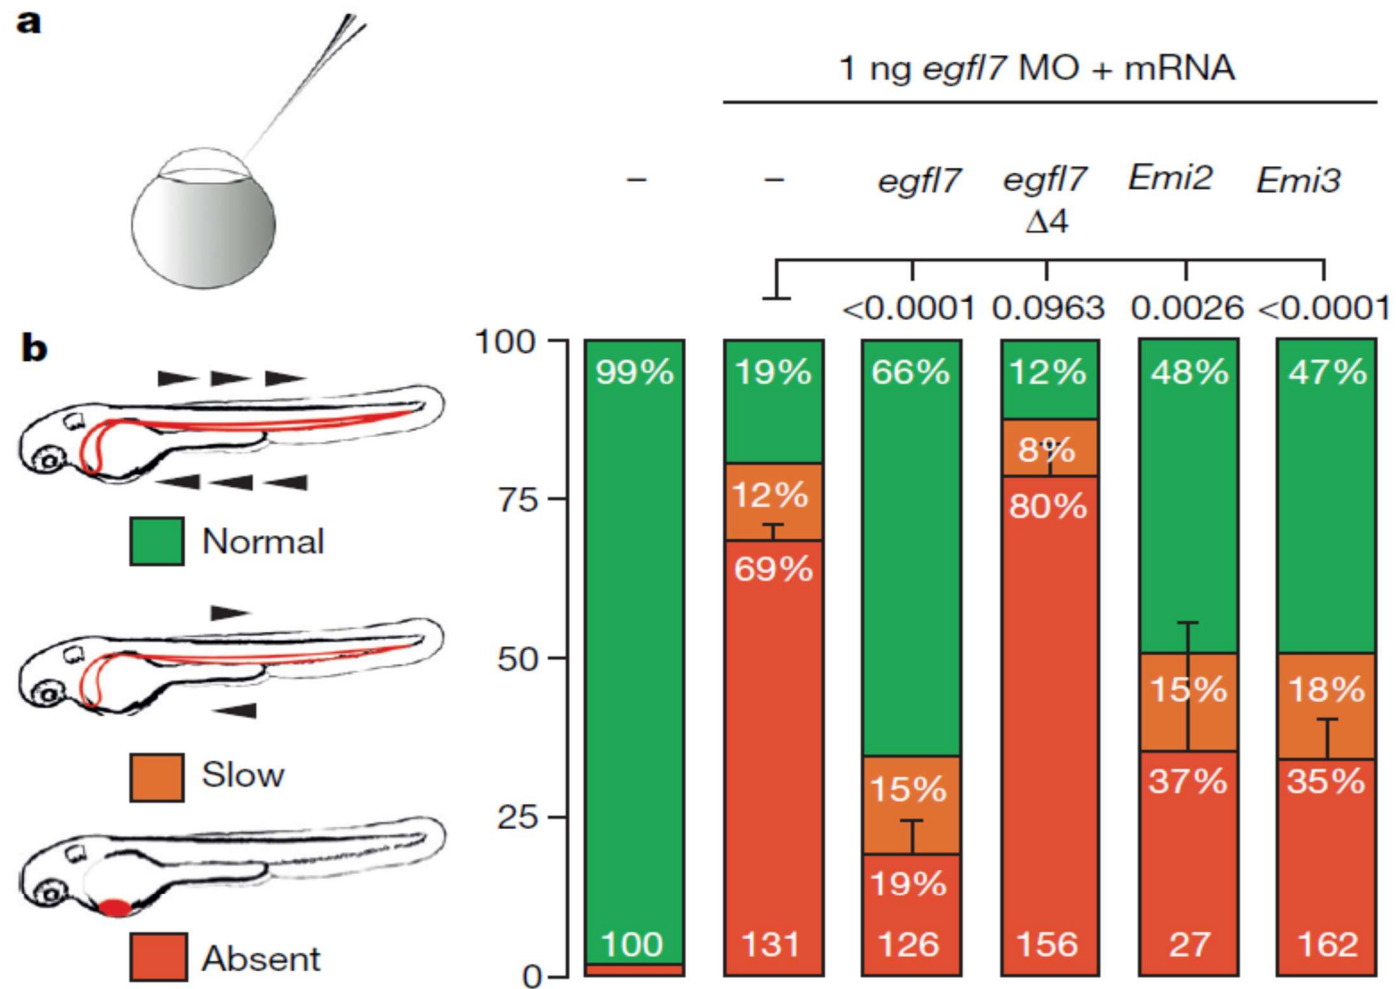 a
1 ng egfl7 MO + mRNA
– – egfl7 egfl7 Emi2 Emi3
Δ4
<0.0001 0.0963 0.0026 <0.0001
b
100
75
50
25
0
Normal
Slow
Absent
99% 19% 66% 12% 48% 47%
12% 8%
69% 80%
15% 18%
15% 37% 35%
19%
100 131 126 156 27 162